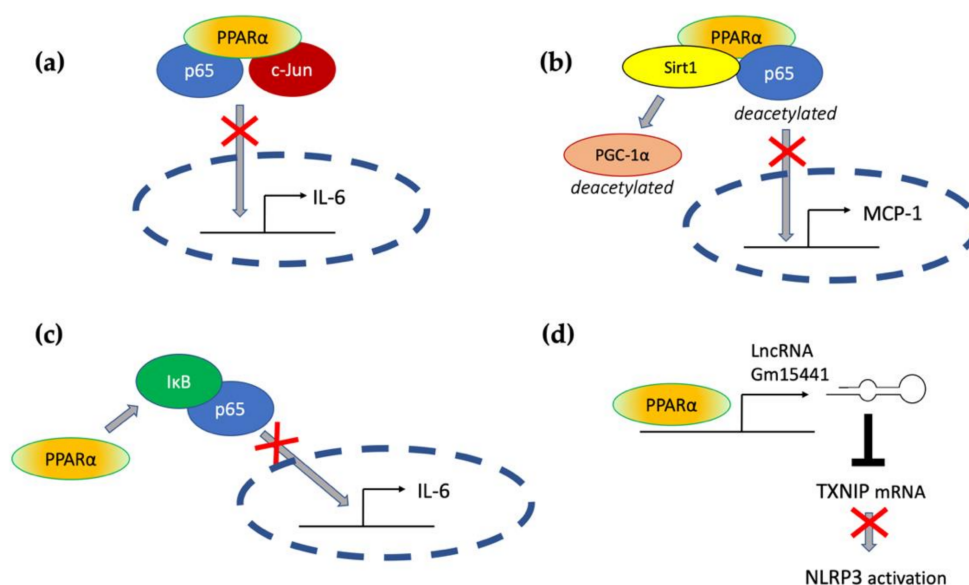 (a)
PPARα
p65
c-Jun
IL-6
(b)
PPARα
Sirt1
p65
deacetylated
PGC-1α
deacetylated
MCP-1
(c)
IκB
p65
PPARα
IL-6
(d)
LncRNA
Gm15441
PPARα
TXNIP mRNA
NLRP3 activation